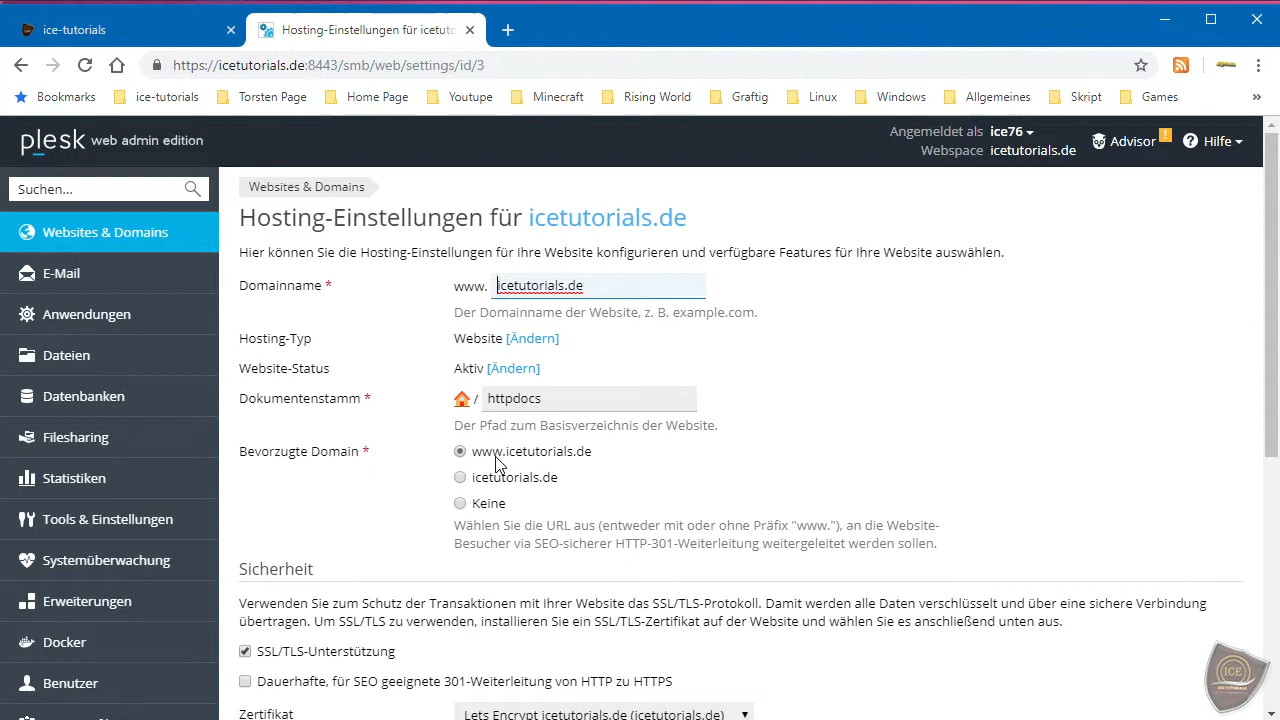 ice-tutorials
Hosting-Einstellungen für icetuto
https://icetutorials.de:8443/smb/web/settings/id/3
Bookmarks ice-tutorials Torsten Page Home Page Youtube Minecraft Rising World Graftig Linux Windows Allgemeines Skript Games »
plesk web admin edition
Angemeldet als ice76
Webspace icetutorials.de
Advisor ! Hilfe
Suchen...
Websites & Domains
E-Mail
Anwendungen
Dateien
Datenbanken
Filesharing
Statistiken
Tools & Einstellungen
Systemüberwachung
Erweiterungen
Docker
Benutzer
Websites & Domains
Hosting-Einstellungen für icetutorials.de
Hier können Sie die Hosting-Einstellungen für Ihre Website konfigurieren und verfügbare Features für Ihre Website auswählen.
Domainname * www. icetutorials.de
Der Domainname der Website, z. B. example.com.
Hosting-Typ Website [Ändern]
Website-Status Aktiv [Ändern]
Dokumentenstamm * / httpdocs
Der Pfad zum Basisverzeichnis der Website.
Bevorzugte Domain * www.icetutorials.de
icetutorials.de
Keine
Wählen Sie die URL aus (entweder mit oder ohne Präfix "www."), an die Website-
Besucher via SEO-sicherer HTTP-301-Weiterleitung weitergeleitet werden sollen.
Sicherheit
Verwenden Sie zum Schutz der Transaktionen mit Ihrer Website das SSL/TLS-Protokoll. Damit werden alle Daten verschlüsselt und über eine sichere Verbindung
übertragen. Um SSL/TLS zu verwenden, installieren Sie ein SSL/TLS-Zertifikat auf der Website und wählen Sie es anschließend unten aus.
SSL/TLS-Unterstützung
Dauerhafte, für SEO geeignete 301-Weiterleitung von HTTP zu HTTPS
Zertifikat Lets Encrypt icetutorials.de (icetutorials.de)
ICE
ICE-TUTORIALS